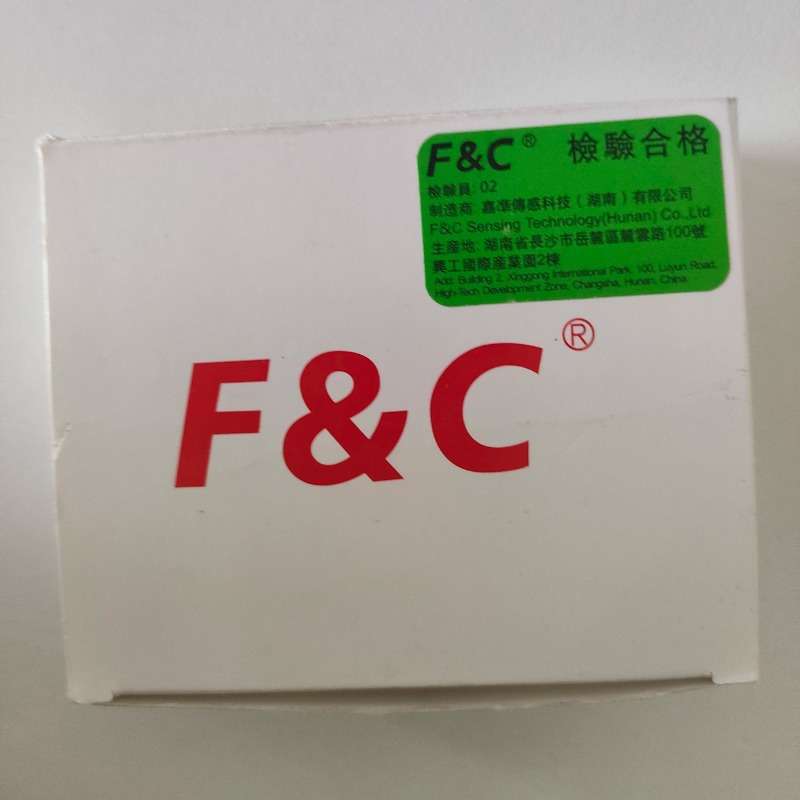 F&C® 檢驗合格
檢驗員: 02
制造商: 嘉準傳感科技（湖南）有限公司
F&C Sensing Technology(Hunan) Co.,Ltd
生産地: 湖南省長沙市岳麓區麓雲路100號
興工國際産業園2棟
Add: Building 2, Xinggong International Park, 100, Luyun Road,
High-Tech Development Zone, Changsha, Hunan, China
F&C®